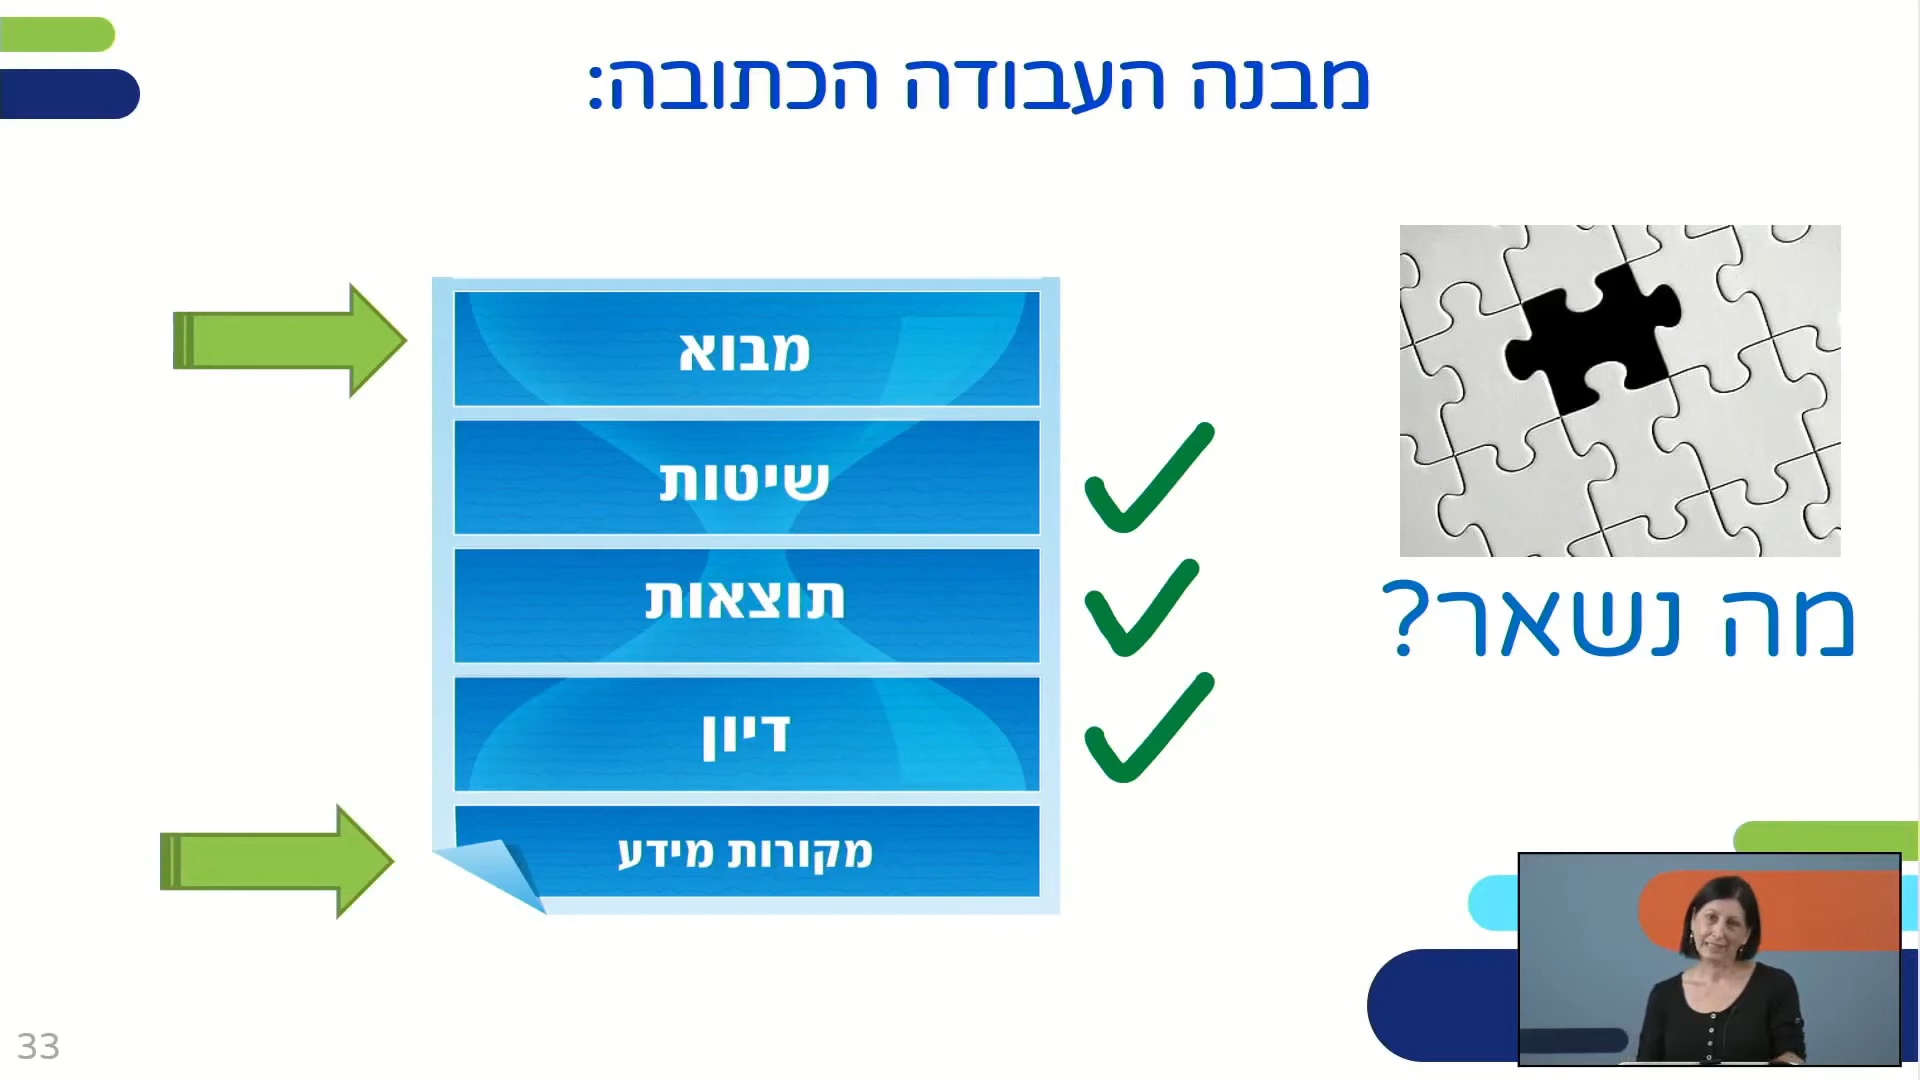 מבנה העבודה הכתובה:
מבוא
שיטות
תוצאות
דיון
מקורות מידע
מה נשאר?
33